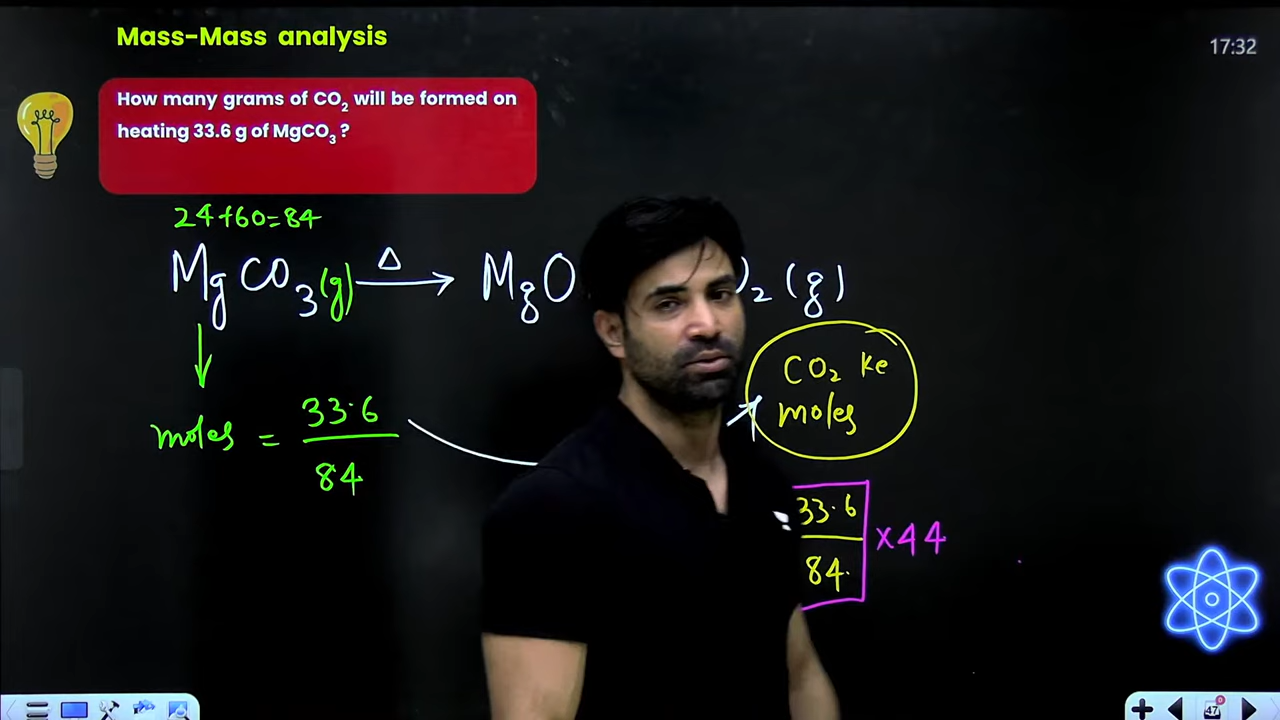 Mass-Mass analysis
17:32
How many grams of CO₂ will be formed on
heating 33.6 g of MgCO₃ ?
24+60=84
MgCO₃(g) Δ→ MgO ₂ (g)
CO₂ ke
moles
moles = 33.6/84
33.6/84 ×44
47